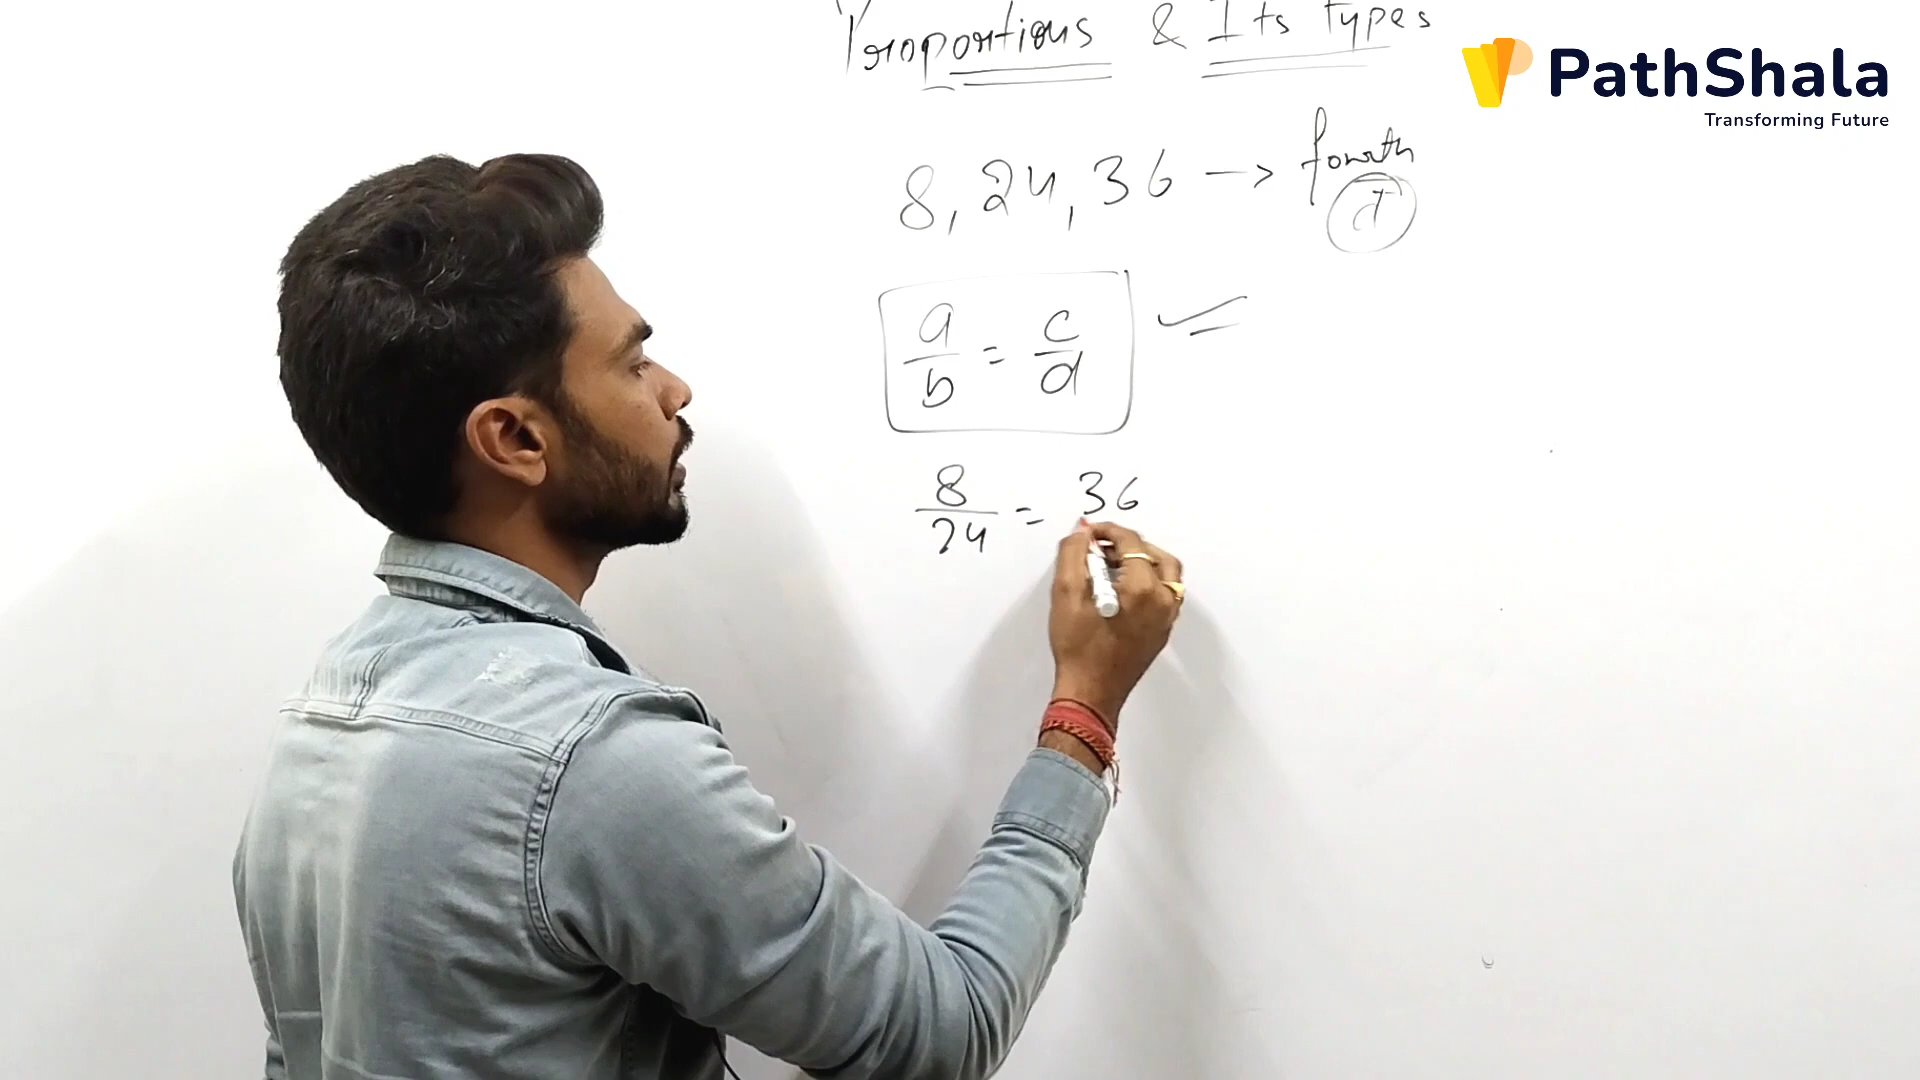 Proportions & Its types
PathShala
Transforming Future
8, 24, 36 → fourth
d
a/b = c/d
8/24 = 36